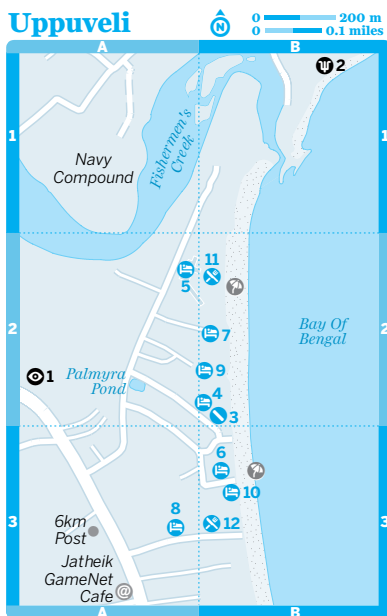 Uppuveli
N
0 200 m
0 0.1 miles
A B
2
1 1
Navy
Compound
Fishermen's
Creek
11
5
7
2 2
Bay Of
Bengal
1
9
Palmyra
Pond
4
3
6
10
8
12
6km
Post
3 3
Jatheik
GameNet
Cafe
@
A B